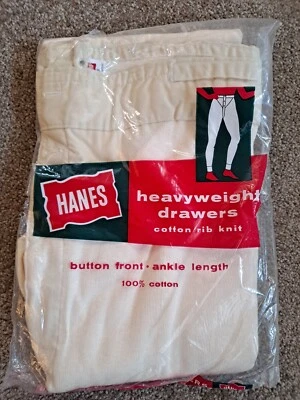 HANES
heavyweight
drawers
cotton rib knit
button front • ankle length
100% cotton